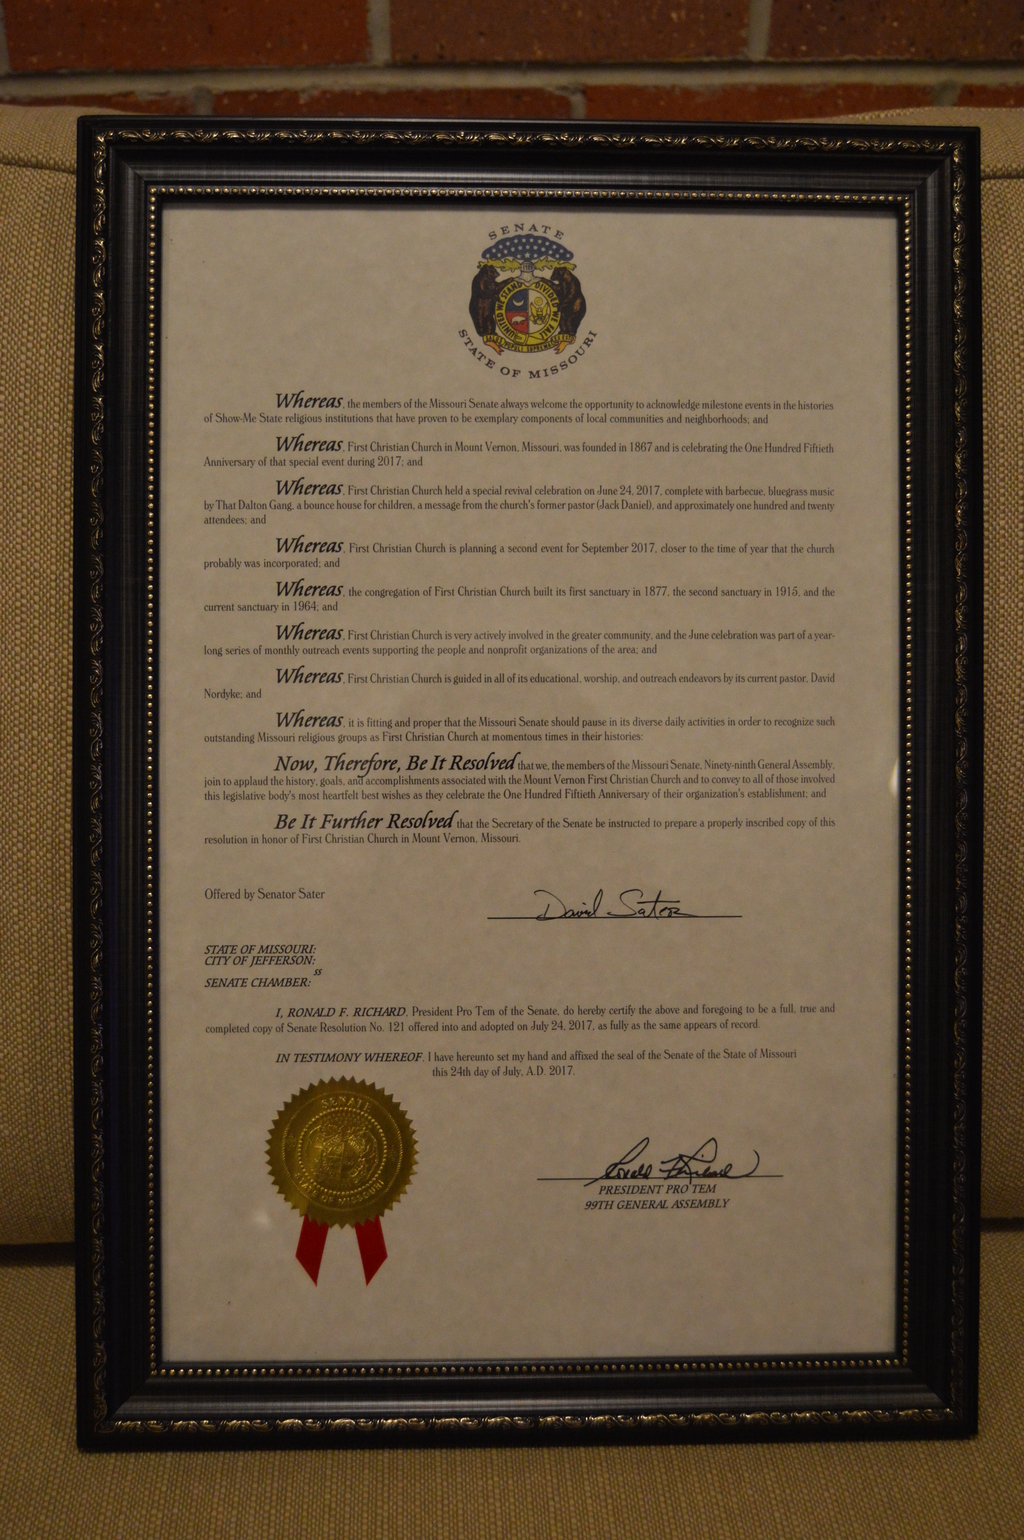 SENATE
UNITED WE STAND DIVIDED WE FALL
STATE OF MISSOURI
Whereas, the members of the Missouri Senate always welcome the opportunity to acknowledge milestone events in the histories
of Show-Me State religious institutions that have proven to be exemplary components of local communities and neighborhoods; and
Whereas, First Christian Church in Mount Vernon, Missouri, was founded in 1867 and is celebrating the One Hundred Fiftieth
Anniversary of that special event during 2017; and
Whereas, First Christian Church held a special revival celebration on June 24, 2017, complete with barbecue, bluegrass music
by That Dalton Gang, a bounce house for children, a message from the church's former pastor (Jack Daniel), and approximately one hundred and twenty
attendees; and
Whereas, First Christian Church is planning a second event for September 2017, closer to the time of year that the church
probably was incorporated; and
Whereas, the congregation of First Christian Church built its first sanctuary in 1877, the second sanctuary in 1915, and the
current sanctuary in 1964; and
Whereas, First Christian Church is very actively involved in the greater community, and the June celebration was part of a year-
long series of monthly outreach events supporting the people and nonprofit organizations of the area; and
Whereas, First Christian Church is guided in all of its educational, worship, and outreach endeavors by its current pastor, David
Nordyke; and
Whereas, it is fitting and proper that the Missouri Senate should pause in its diverse daily activities in order to recognize such
outstanding Missouri religious groups as First Christian Church at momentous times in their histories:
Now, Therefore, Be It Resolved that we, the members of the Missouri Senate, Ninety-ninth General Assembly,
join to applaud the history, goals, and accomplishments associated with the Mount Vernon First Christian Church and to convey to all of those involved
this legislative body's most heartfelt best wishes as they celebrate the One Hundred Fiftieth Anniversary of their organization's establishment; and
Be It Further Resolved that the Secretary of the Senate be instructed to prepare a properly inscribed copy of this
resolution in honor of First Christian Church in Mount Vernon, Missouri.
Offered by Senator Sater
David Sater
STATE OF MISSOURI:
CITY OF JEFFERSON:
ss
SENATE CHAMBER:
I, RONALD F. RICHARD, President Pro Tem of the Senate, do hereby certify the above and foregoing to be a full, true and
completed copy of Senate Resolution No. 121 offered into and adopted on July 24, 2017, as fully as the same appears of record.
IN TESTIMONY WHEREOF, I have hereunto set my hand and affixed the seal of the Senate of the State of Missouri
this 24th day of July, A.D. 2017.
SENATE
STATE OF MISSOURI
Ronald F. Richard
PRESIDENT PRO TEM
99TH GENERAL ASSEMBLY